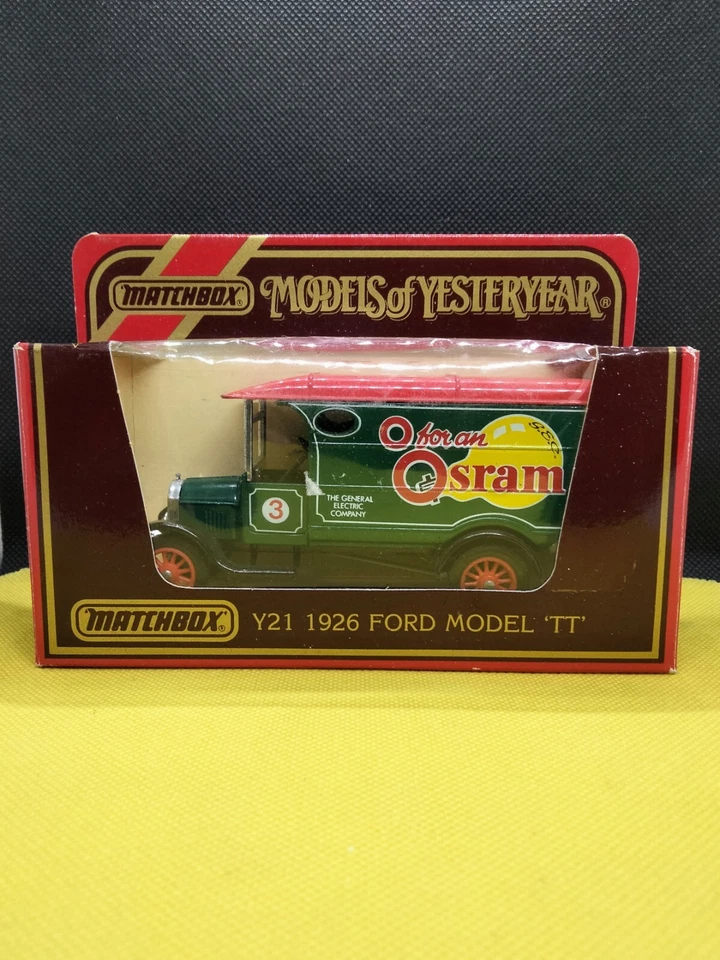 MATCHBOX® MODELS of YESTERYEAR®
O for an
G.E.C.
Osram
3
THE GENERAL
ELECTRIC
COMPANY
MATCHBOX® Y21 1926 FORD MODEL 'TT'